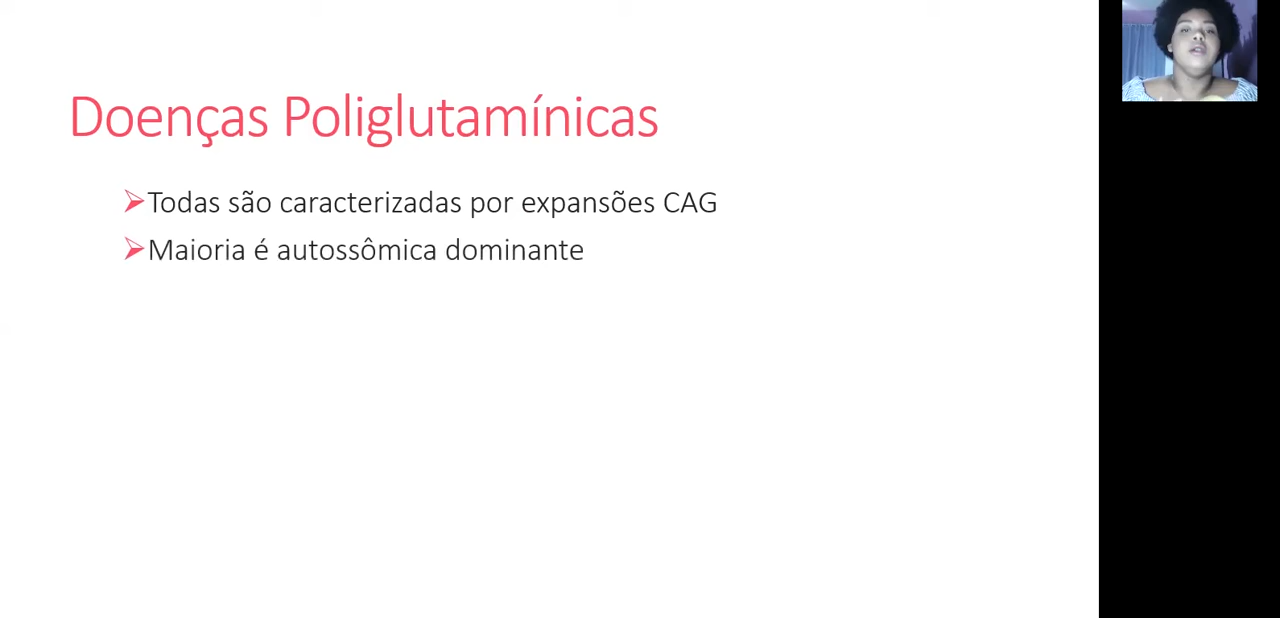 Doenças Poliglutamínicas
Todas são caracterizadas por expansões CAG
Maioria é autossômica dominante